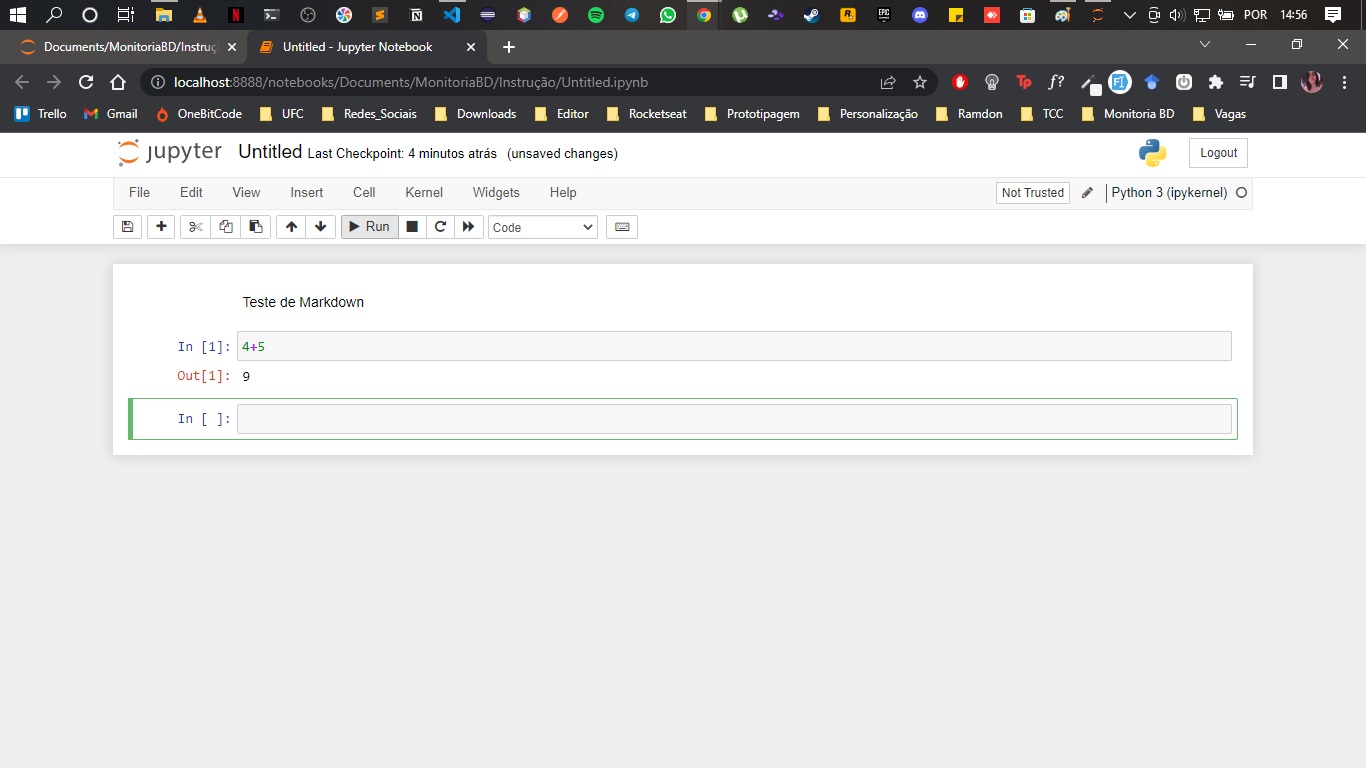 POR 14:56
Documents/MonitoriaBD/Instruç
Untitled - Jupyter Notebook
localhost:8888/notebooks/Documents/MonitoriaBD/Instrução/Untitled.ipynb
Trello Gmail OneBitCode UFC Redes_Sociais Downloads Editor Rocketseat Prototipagem Personalização Ramdon TCC Monitoria BD Vagas
jupyter Untitled Last Checkpoint: 4 minutos atrás (unsaved changes) Logout
File Edit View Insert Cell Kernel Widgets Help Not Trusted Python 3 (ipykernel)
Run Code
Teste de Markdown
In [1]: 4+5
Out[1]: 9
In [ ]: